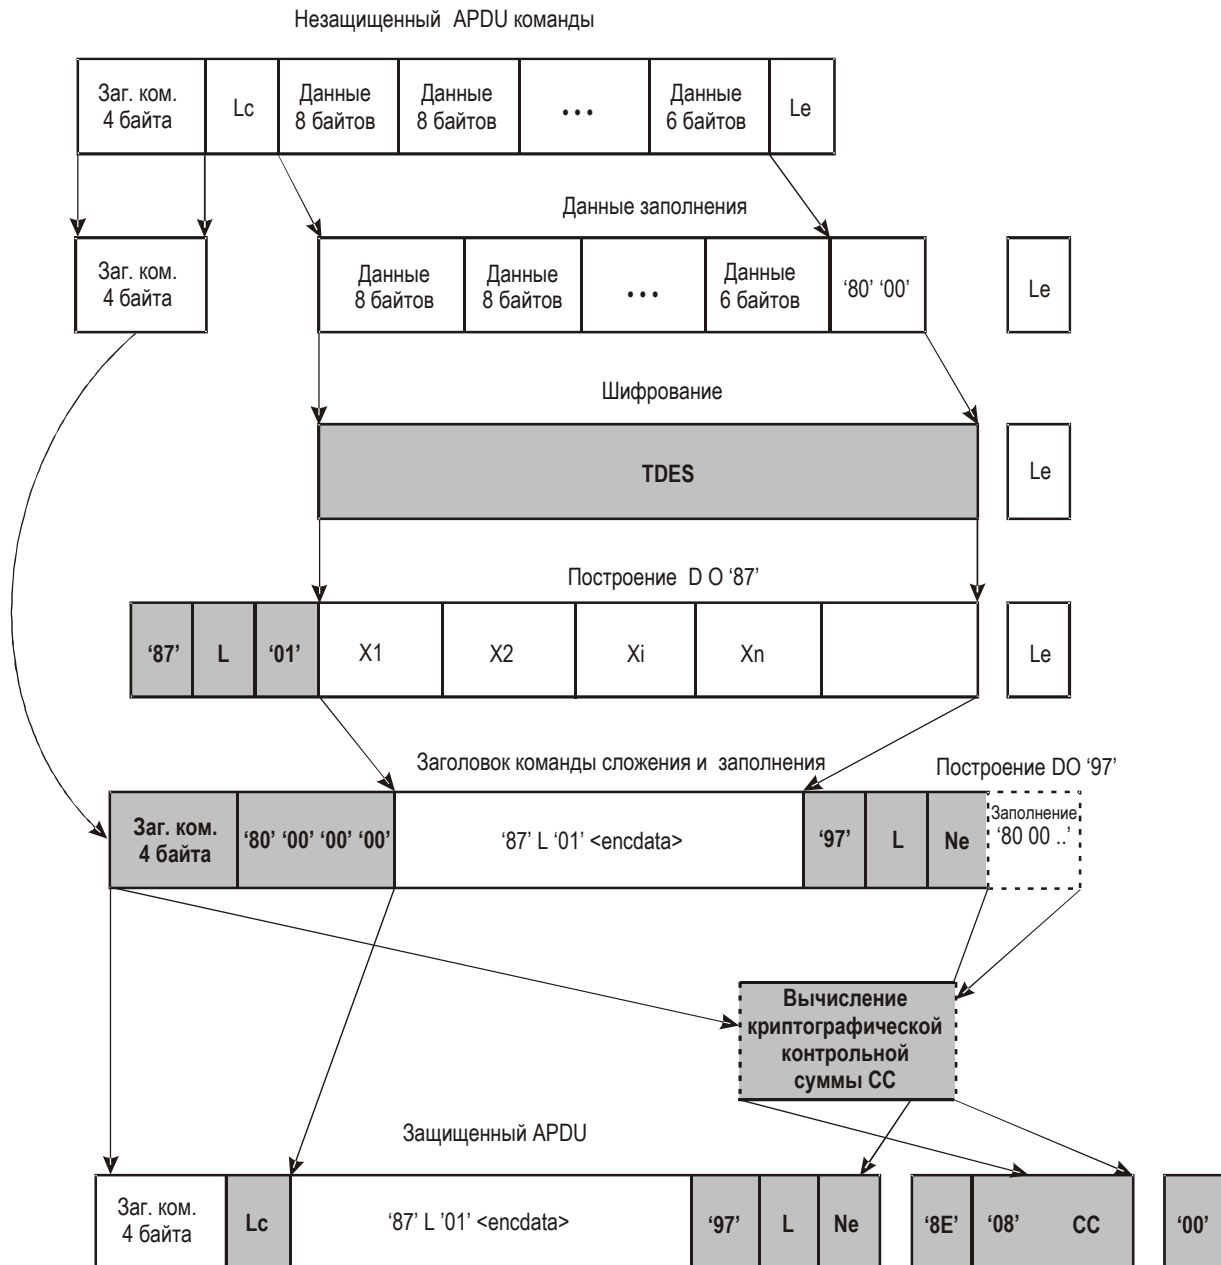 Незащищенный APDU команды
Заг. ком.
4 байта
Lc
Данные
8 байтов
Данные
8 байтов
...
Данные
6 байтов
Le
Данные заполнения
Заг. ком.
4 байта
Данные
8 байтов
Данные
8 байтов
...
Данные
6 байтов
‘80’ ‘00’
Le
Шифрование
TDES
Le
Построение D O ‘87’
‘87’
L
‘01’
X1
X2
Xi
Xn
Le
Заголовок команды сложения и заполнения
Построение DO ‘97’
Заг. ком.
4 байта
‘80’ ‘00’ ‘00’ ‘00’
‘87’ L ‘01’ <encdata>
‘97’
L
Ne
Заполнение
‘80 00 ..’
Вычисление
криптографической
контрольной
суммы CC
Защищенный APDU
Заг. ком.
4 байта
Lc
‘87’ L ’01’ <encdata>
‘97’
L
Ne
‘8E’
‘08’
CC
‘00’